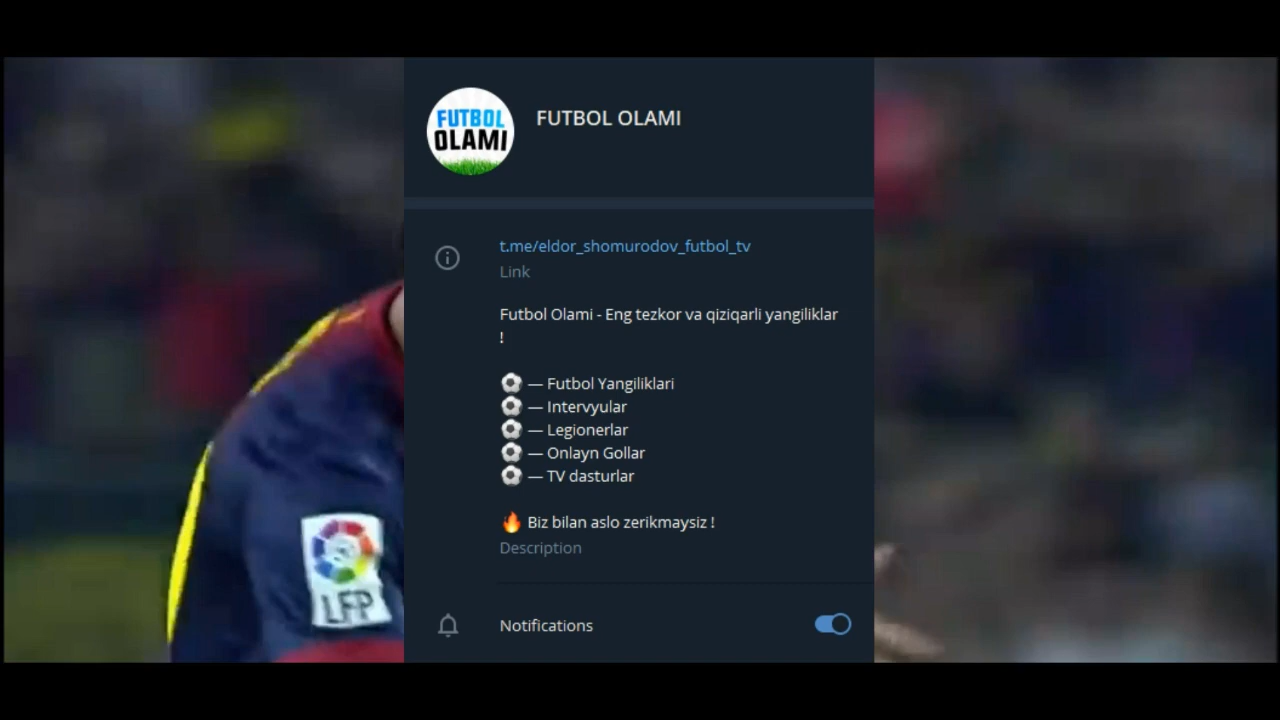 FUTBOL
OLAMI
FUTBOL OLAMI
t.me/eldor_shomurodov_futbol_tv
Link
Futbol Olami - Eng tezkor va qiziqarli yangiliklar
!
⚽ — Futbol Yangiliklari
⚽ — Intervyular
⚽ — Legionerlar
⚽ — Onlayn Gollar
⚽ — TV dasturlar
🔥 Biz bilan aslo zerikmaysiz !
Description
LFP
Notifications